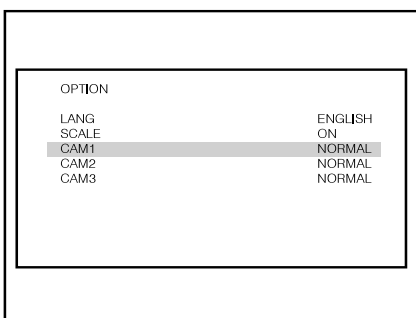 OPTION
LANG ENGLISH
SCALE ON
CAM1 NORMAL
CAM2 NORMAL
CAM3 NORMAL